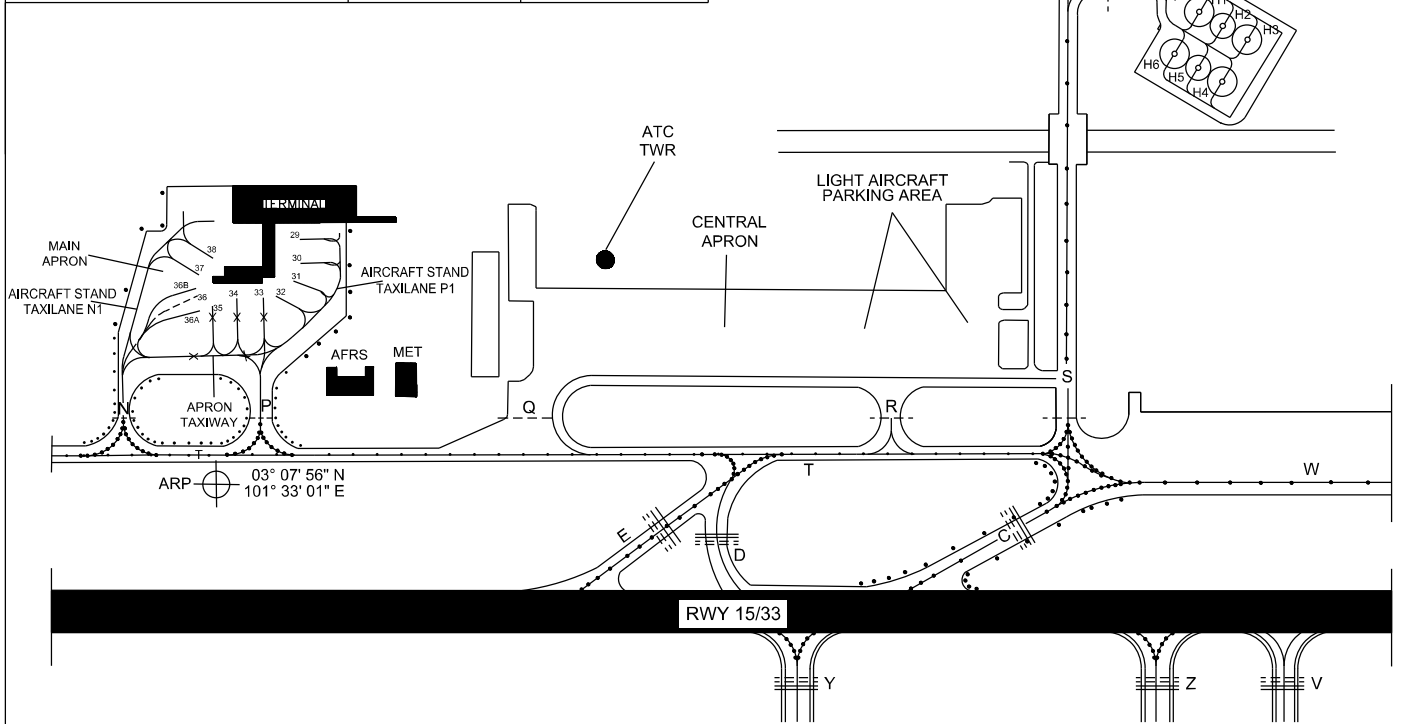 H1
H2
H3
H6
H5
H4
ATC
TWR
LIGHT AIRCRAFT
PARKING AREA
TERMINAL
CENTRAL
APRON
MAIN
APRON
38
37
29
30
31
AIRCRAFT STAND
TAXILANE P1
AIRCRAFT STAND
TAXILANE N1
36B
36
36A
35
34
33
32
AFRS
MET
S
N
P
Q
R
APRON
TAXIWAY
T
T
W
ARP
03° 07' 56" N
101° 33' 01" E
E
D
C
RWY 15/33
Y
Z
V